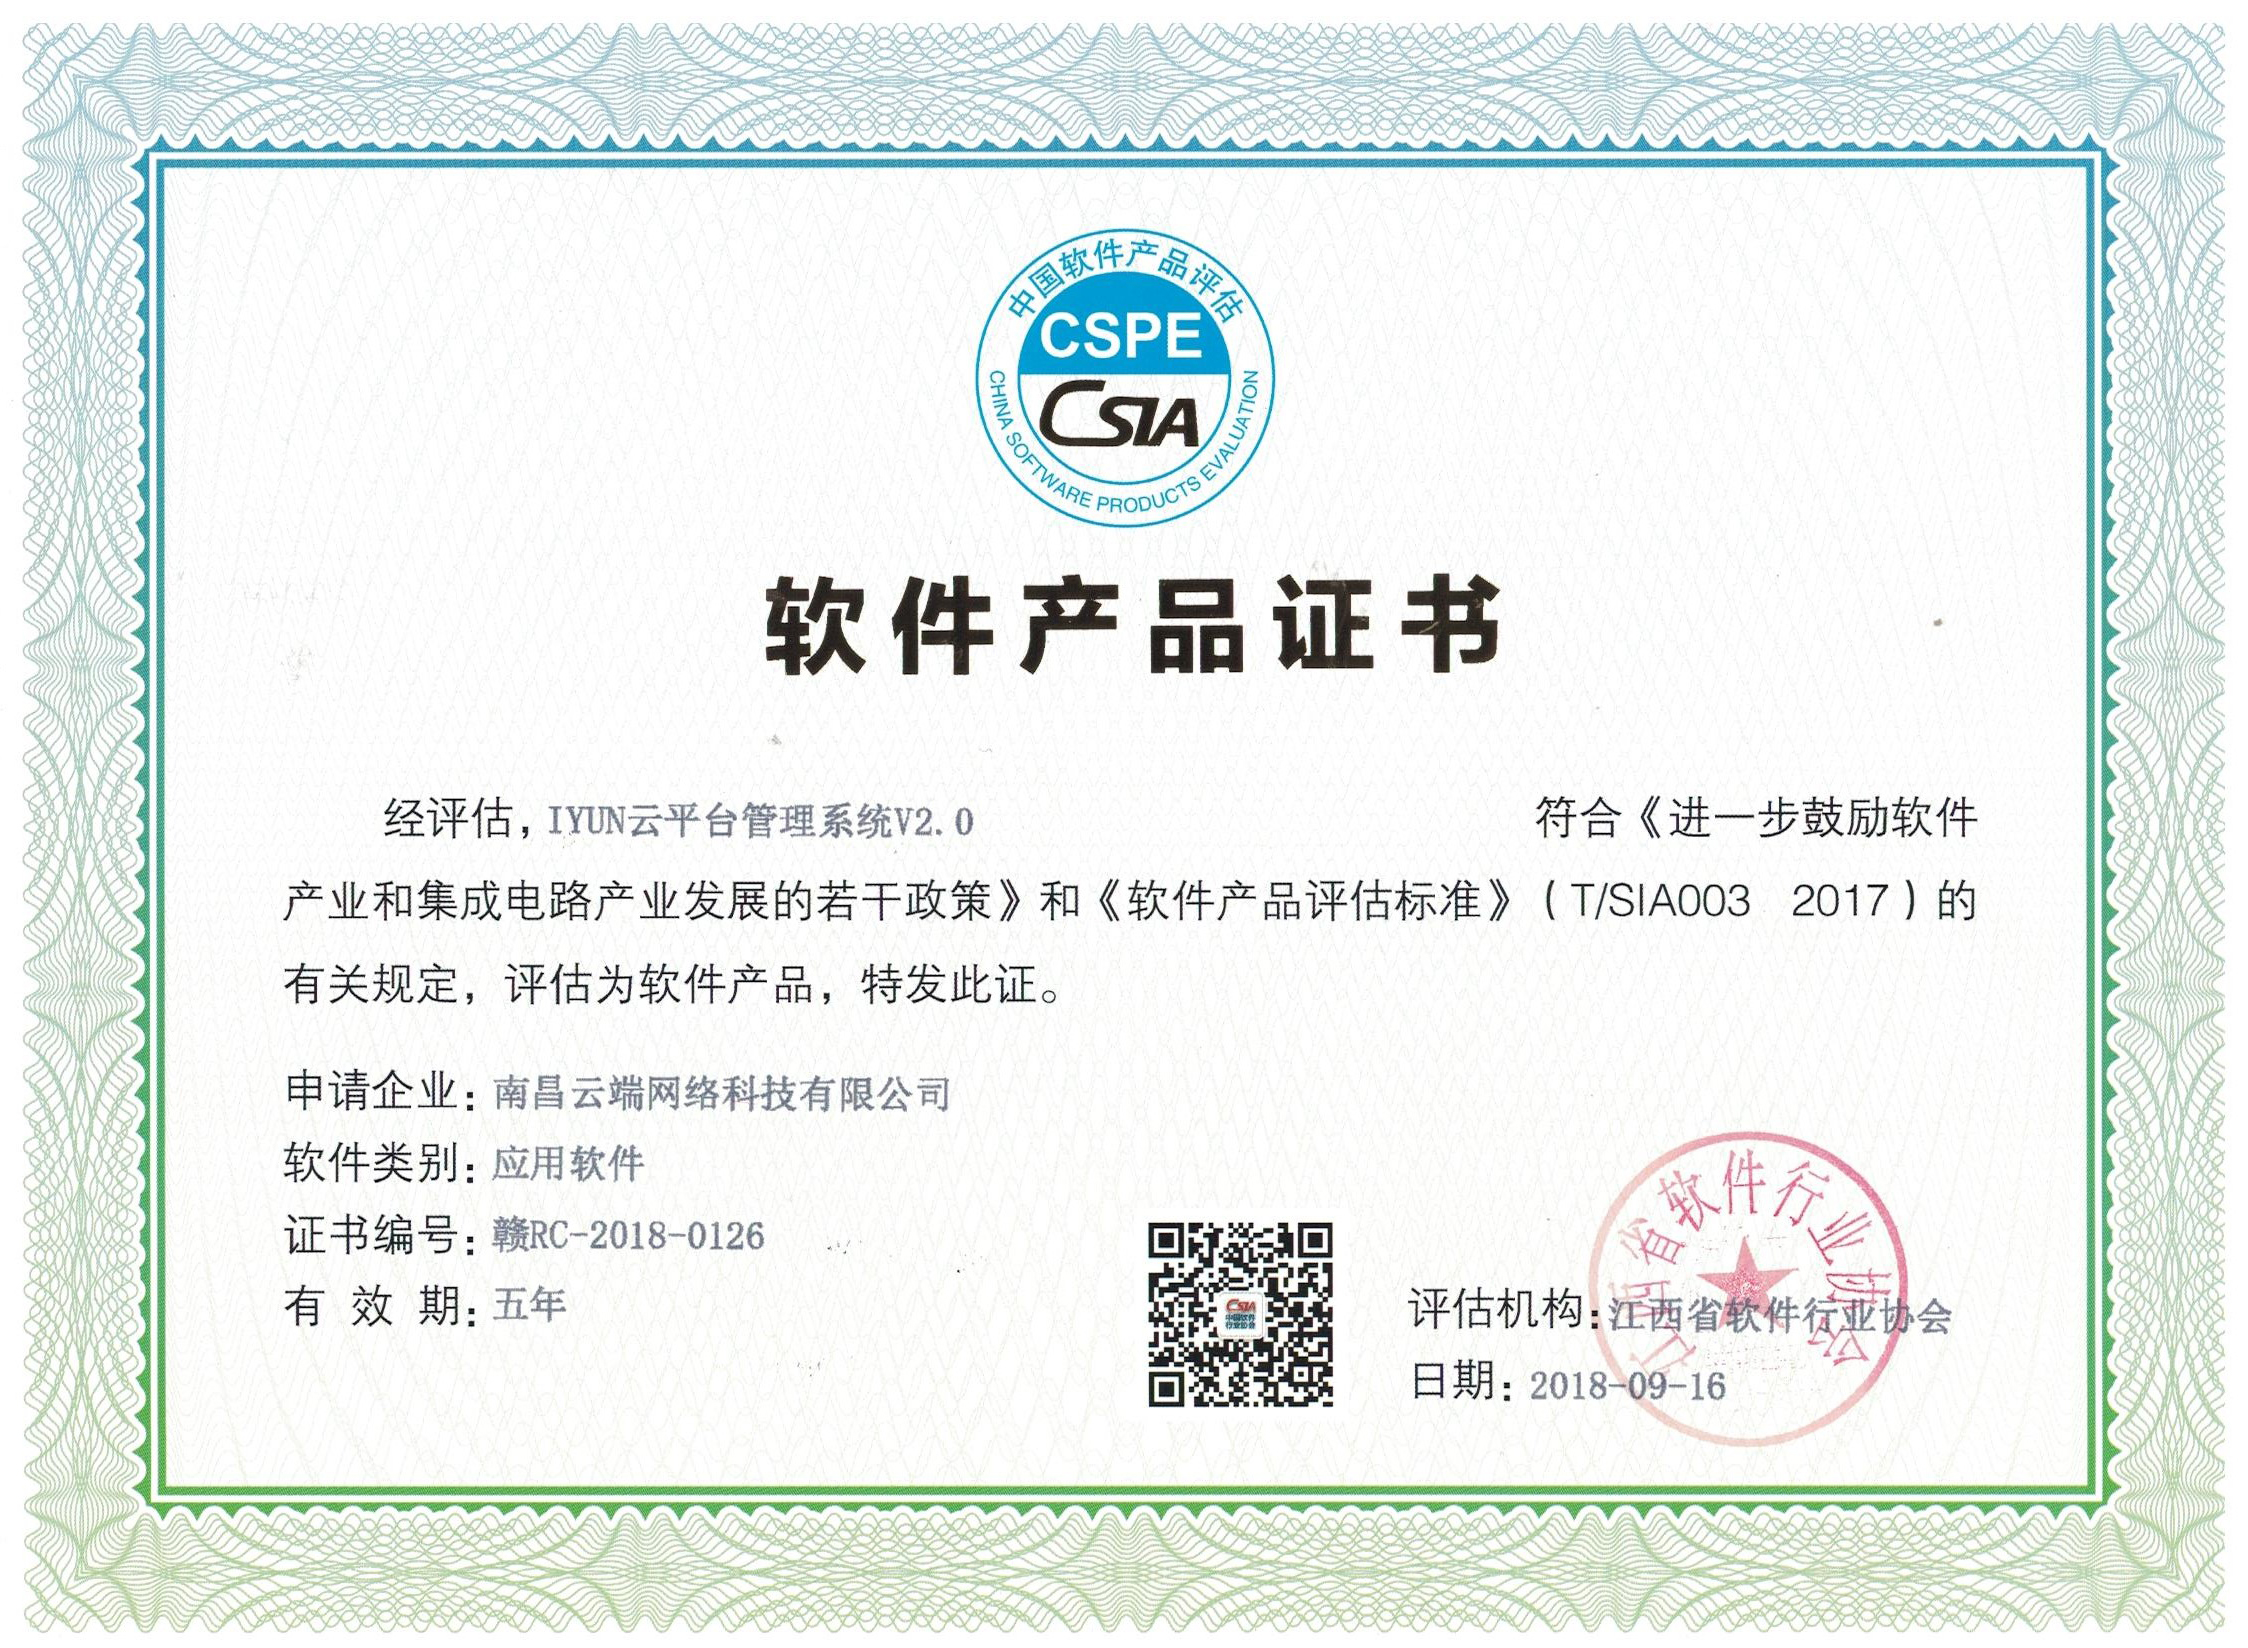 中国软件产品评估
CSPE
CSIA
CHINA SOFTWARE PRODUCTS EVALUATION
软件产品证书
经评估，IYUN云平台管理系统V2.0 符合《进一步鼓励软件
产业和集成电路产业发展的若干政策》和《软件产品评估标准》（T/SIA003 2017）的
有关规定，评估为软件产品，特发此证。
申请企业：南昌云端网络科技有限公司
软件类别：应用软件
证书编号：赣RC-2018-0126
有 效 期：五年
CSIA
中国软件
行业协会
江西省软件行业协会
评估机构：江西省软件行业协会
日期：2018-09-16